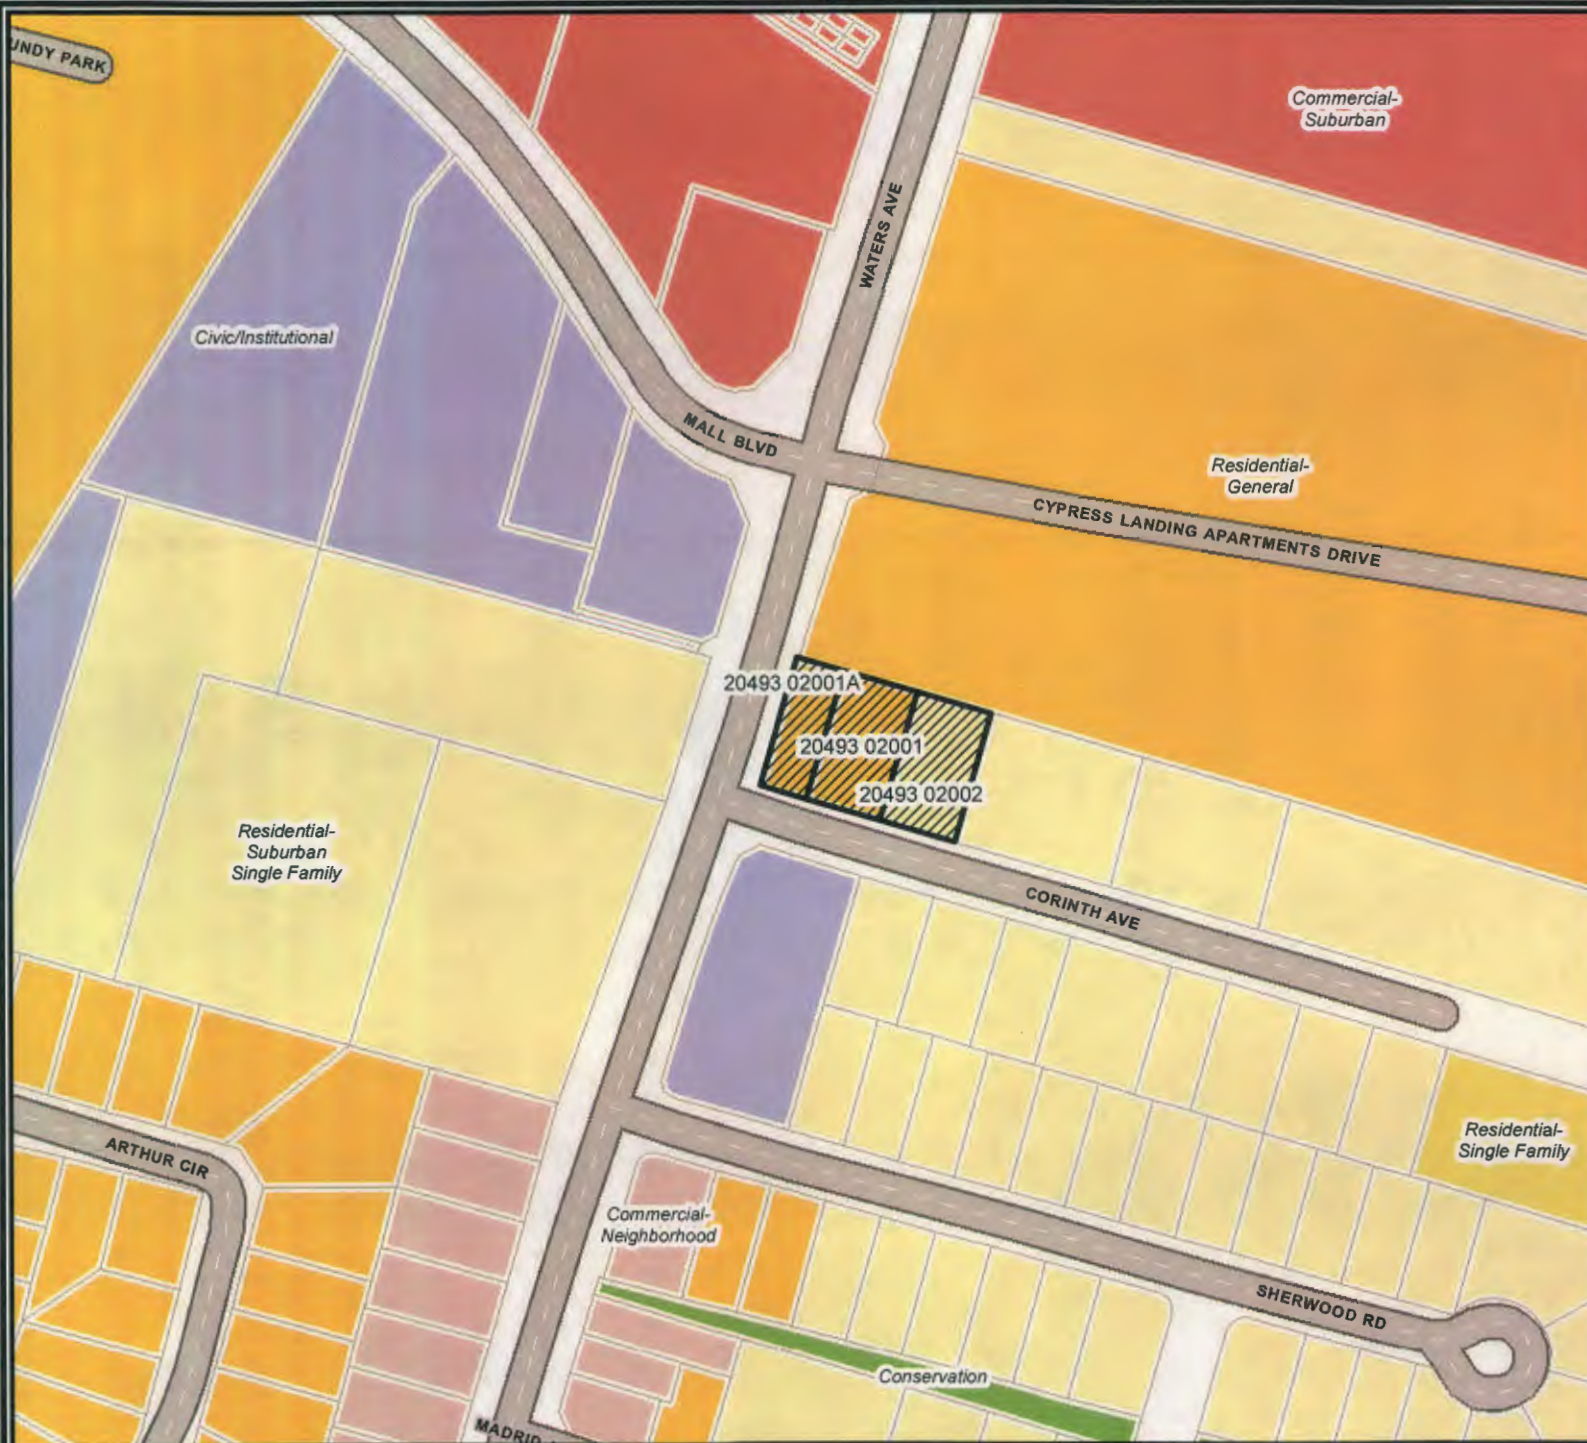 UNDY PARK
Commercial-
Suburban
WATERS AVE
Civic/Institutional
MALL BLVD
Residential-
General
CYPRESS LANDING APARTMENTS DRIVE
20493 02001A
20493 02001
20493 02002
Residential-
Suburban
Single Family
CORINTH AVE
Residential-
Single Family
ARTHUR CIR
Commercial-
Neighborhood
SHERWOOD RD
Conservation
MADRID